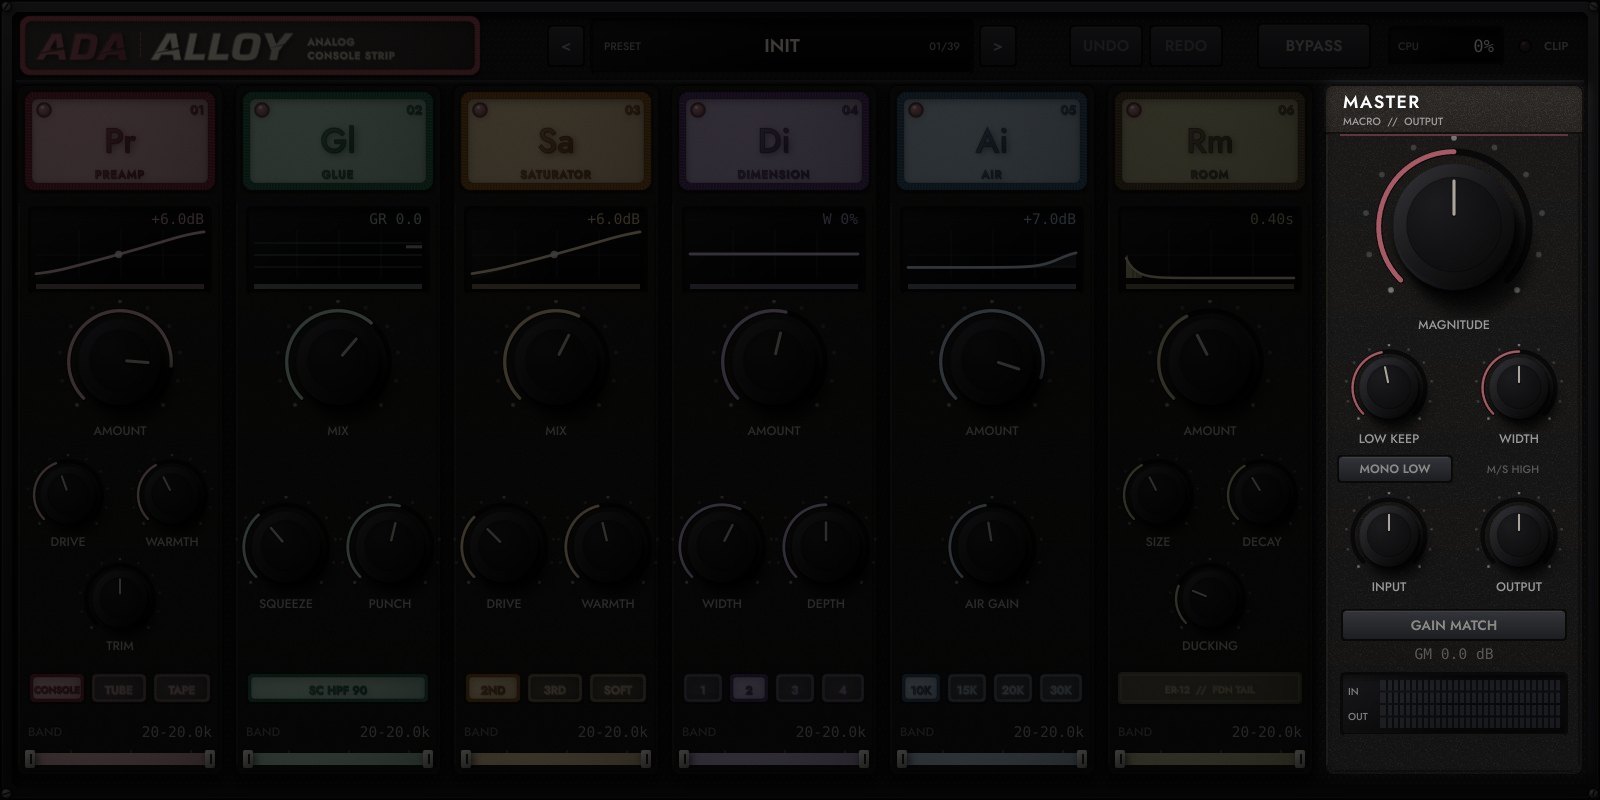 ADA ALLOY ANALOG CONSOLE STRIP
< PRESET INIT 01/39 >
UNDO REDO BYPASS CPU 0% CLIP
01 Pr PREAMP
+6.0dB
AMOUNT
DRIVE WARMTH
TRIM
CONSOLE TUBE TAPE
BAND 20-20.0k
02 Gl GLUE
GR 0.0
MIX
SQUEEZE PUNCH
SC HPF 90
BAND 20-20.0k
03 Sa SATURATOR
+6.0dB
MIX
DRIVE WARMTH
2ND 3RD SOFT
BAND 20-20.0k
04 Di DIMENSION
W 0%
AMOUNT
WIDTH DEPTH
1 2 3 4
BAND 20-20.0k
05 Ai AIR
+7.0dB
AMOUNT
AIR GAIN
10K 15K 20K 30K
BAND 20-20.0k
06 Rm ROOM
0.40s
AMOUNT
SIZE DECAY
DUCKING
ER-12 // FDN TAIL
BAND 20-20.0k
MASTER
MACRO // OUTPUT
MAGNITUDE
LOW KEEP WIDTH
MONO LOW M/S HIGH
INPUT OUTPUT
GAIN MATCH
GM 0.0 dB
IN
OUT